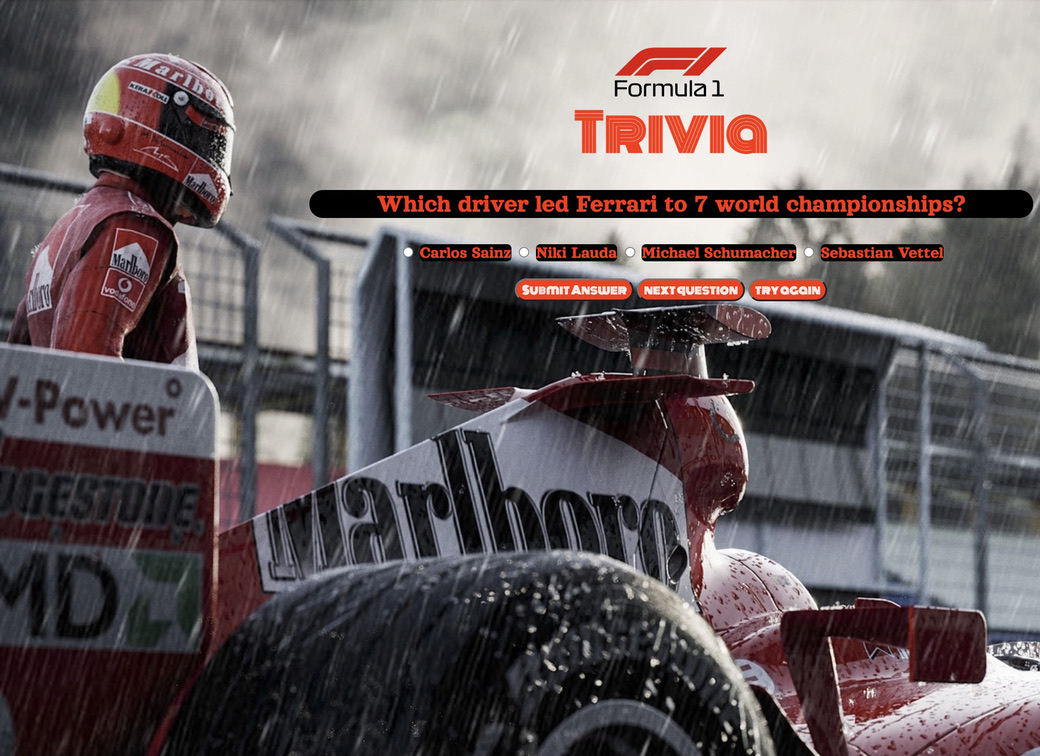 Formula 1
Trivia
Which driver led Ferrari to 7 world championships?
Carlos Sainz Niki Lauda Michael Schumacher Sebastian Vettel
Submit Answer Next Question Try Again
Marlboro
Marlboro
vodafone
V-Power
BRIDGESTONE
Marlboro
MD